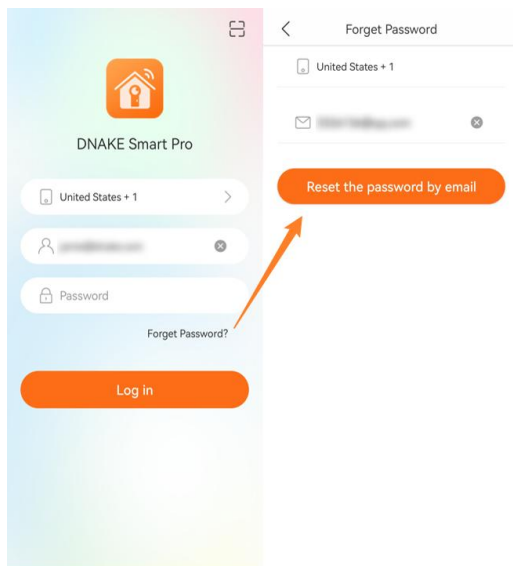 DNAKE Smart Pro
United States + 1
Password
Forget Password?
Log in
Forget Password
United States + 1
Reset the password by email